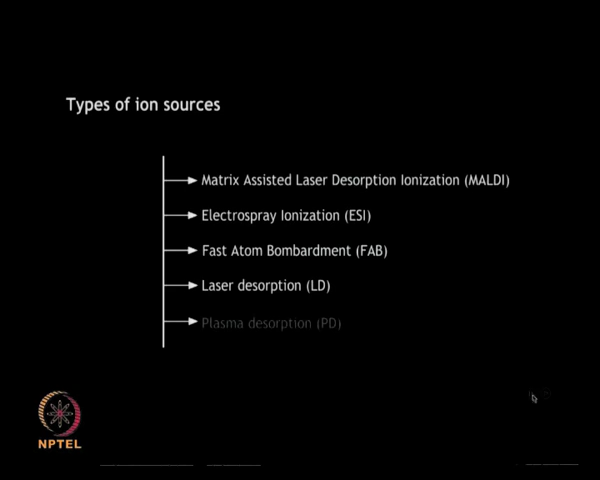 Types of ion sources
Matrix Assisted Laser Desorption Ionization (MALDI)
Electrospray Ionization (ESI)
Fast Atom Bombardment (FAB)
Laser desorption (LD)
Plasma desorption (PD)
NPTEL